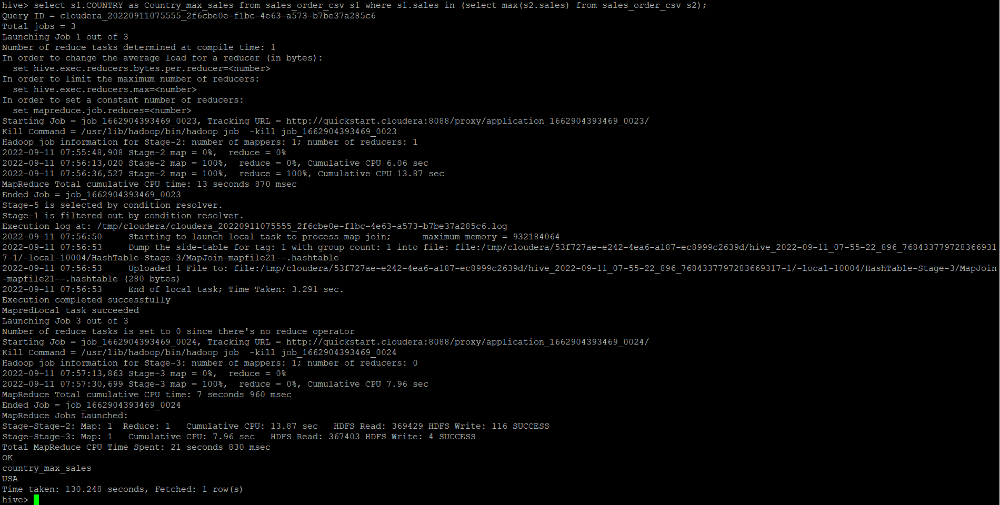 hive> select s1.COUNTRY as Country_max_sales from sales_order_csv s1 where s1.sales in (select max(s2.sales) from sales_order_csv s2);
Query ID = cloudera_20220911075555_2f6cbe0e-f1bc-4e63-a573-b7be37a285c6
Total jobs = 3
Launching Job 1 out of 3
Number of reduce tasks determined at compile time: 1
In order to change the average load for a reducer (in bytes):
  set hive.exec.reducers.bytes.per.reducer=<number>
In order to limit the maximum number of reducers:
  set hive.exec.reducers.max=<number>
In order to set a constant number of reducers:
  set mapreduce.job.reduces=<number>
Starting Job = job_1662904393469_0023, Tracking URL = http://quickstart.cloudera:8088/proxy/application_1662904393469_0023/
Kill Command = /usr/lib/hadoop/bin/hadoop job  -kill job_1662904393469_0023
Hadoop job information for Stage-2: number of mappers: 1; number of reducers: 1
2022-09-11 07:55:48,908 Stage-2 map = 0%,  reduce = 0%
2022-09-11 07:56:13,020 Stage-2 map = 100%,  reduce = 0%, Cumulative CPU 6.06 sec
2022-09-11 07:56:36,527 Stage-2 map = 100%,  reduce = 100%, Cumulative CPU 13.87 sec
MapReduce Total cumulative CPU time: 13 seconds 870 msec
Ended Job = job_1662904393469_0023
Stage-5 is selected by condition resolver.
Stage-1 is filtered out by condition resolver.
Execution log at: /tmp/cloudera/cloudera_20220911075555_2f6cbe0e-f1bc-4e63-a573-b7be37a285c6.log
2022-09-11 07:56:50     Starting to launch local task to process map join;      maximum memory = 932184064
2022-09-11 07:56:53     Dump the side-table for tag: 1 with group count: 1 into file: file:/tmp/cloudera/53f727ae-e242-4ea6-a187-ec8999c2639d/hive_2022-09-11_07-55-22_896_768433779728366931
7-1/-local-10004/HashTable-Stage-3/MapJoin-mapfile21--.hashtable
2022-09-11 07:56:53     Uploaded 1 File to: file:/tmp/cloudera/53f727ae-e242-4ea6-a187-ec8999c2639d/hive_2022-09-11_07-55-22_896_7684337797283669317-1/-local-10004/HashTable-Stage-3/MapJoin
-mapfile21--.hashtable (280 bytes)
2022-09-11 07:56:53     End of local task; Time Taken: 3.291 sec.
Execution completed successfully
MapredLocal task succeeded
Launching Job 3 out of 3
Number of reduce tasks is set to 0 since there's no reduce operator
Starting Job = job_1662904393469_0024, Tracking URL = http://quickstart.cloudera:8088/proxy/application_1662904393469_0024/
Kill Command = /usr/lib/hadoop/bin/hadoop job  -kill job_1662904393469_0024
Hadoop job information for Stage-3: number of mappers: 1; number of reducers: 0
2022-09-11 07:57:13,863 Stage-3 map = 0%,  reduce = 0%
2022-09-11 07:57:30,699 Stage-3 map = 100%,  reduce = 0%, Cumulative CPU 7.96 sec
MapReduce Total cumulative CPU time: 7 seconds 960 msec
Ended Job = job_1662904393469_0024
MapReduce Jobs Launched:
Stage-Stage-2: Map: 1  Reduce: 1   Cumulative CPU: 13.87 sec   HDFS Read: 369429 HDFS Write: 116 SUCCESS
Stage-Stage-3: Map: 1   Cumulative CPU: 7.96 sec   HDFS Read: 367403 HDFS Write: 4 SUCCESS
Total MapReduce CPU Time Spent: 21 seconds 830 msec
OK
country_max_sales
USA
Time taken: 130.248 seconds, Fetched: 1 row(s)
hive>